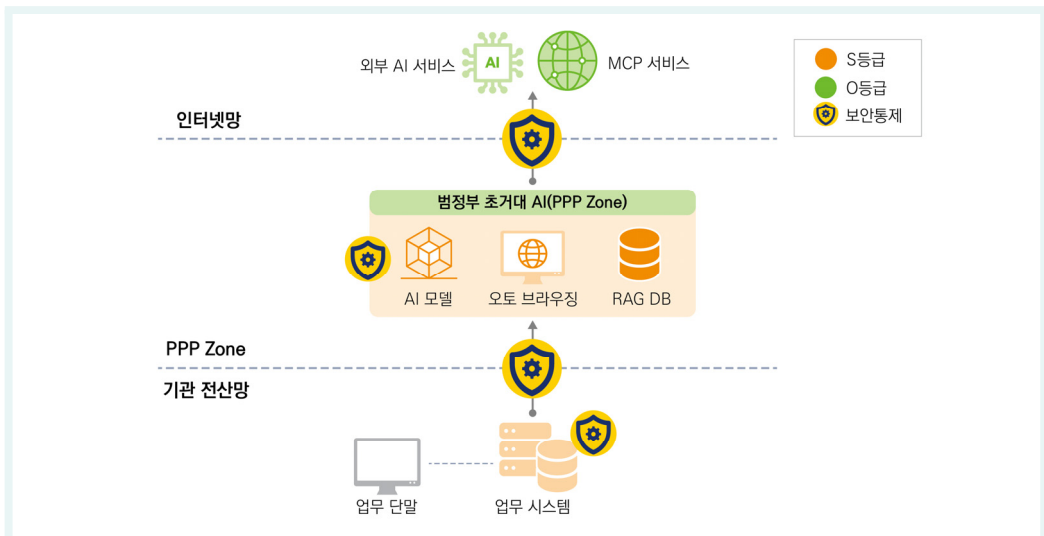 외부 AI 서비스
AI
MCP 서비스
S등급
O등급
보안통제
인터넷망
범정부 초거대 AI(PPP Zone)
AI 모델
오토 브라우징
RAG DB
PPP Zone
기관 전산망
업무 단말
업무 시스템